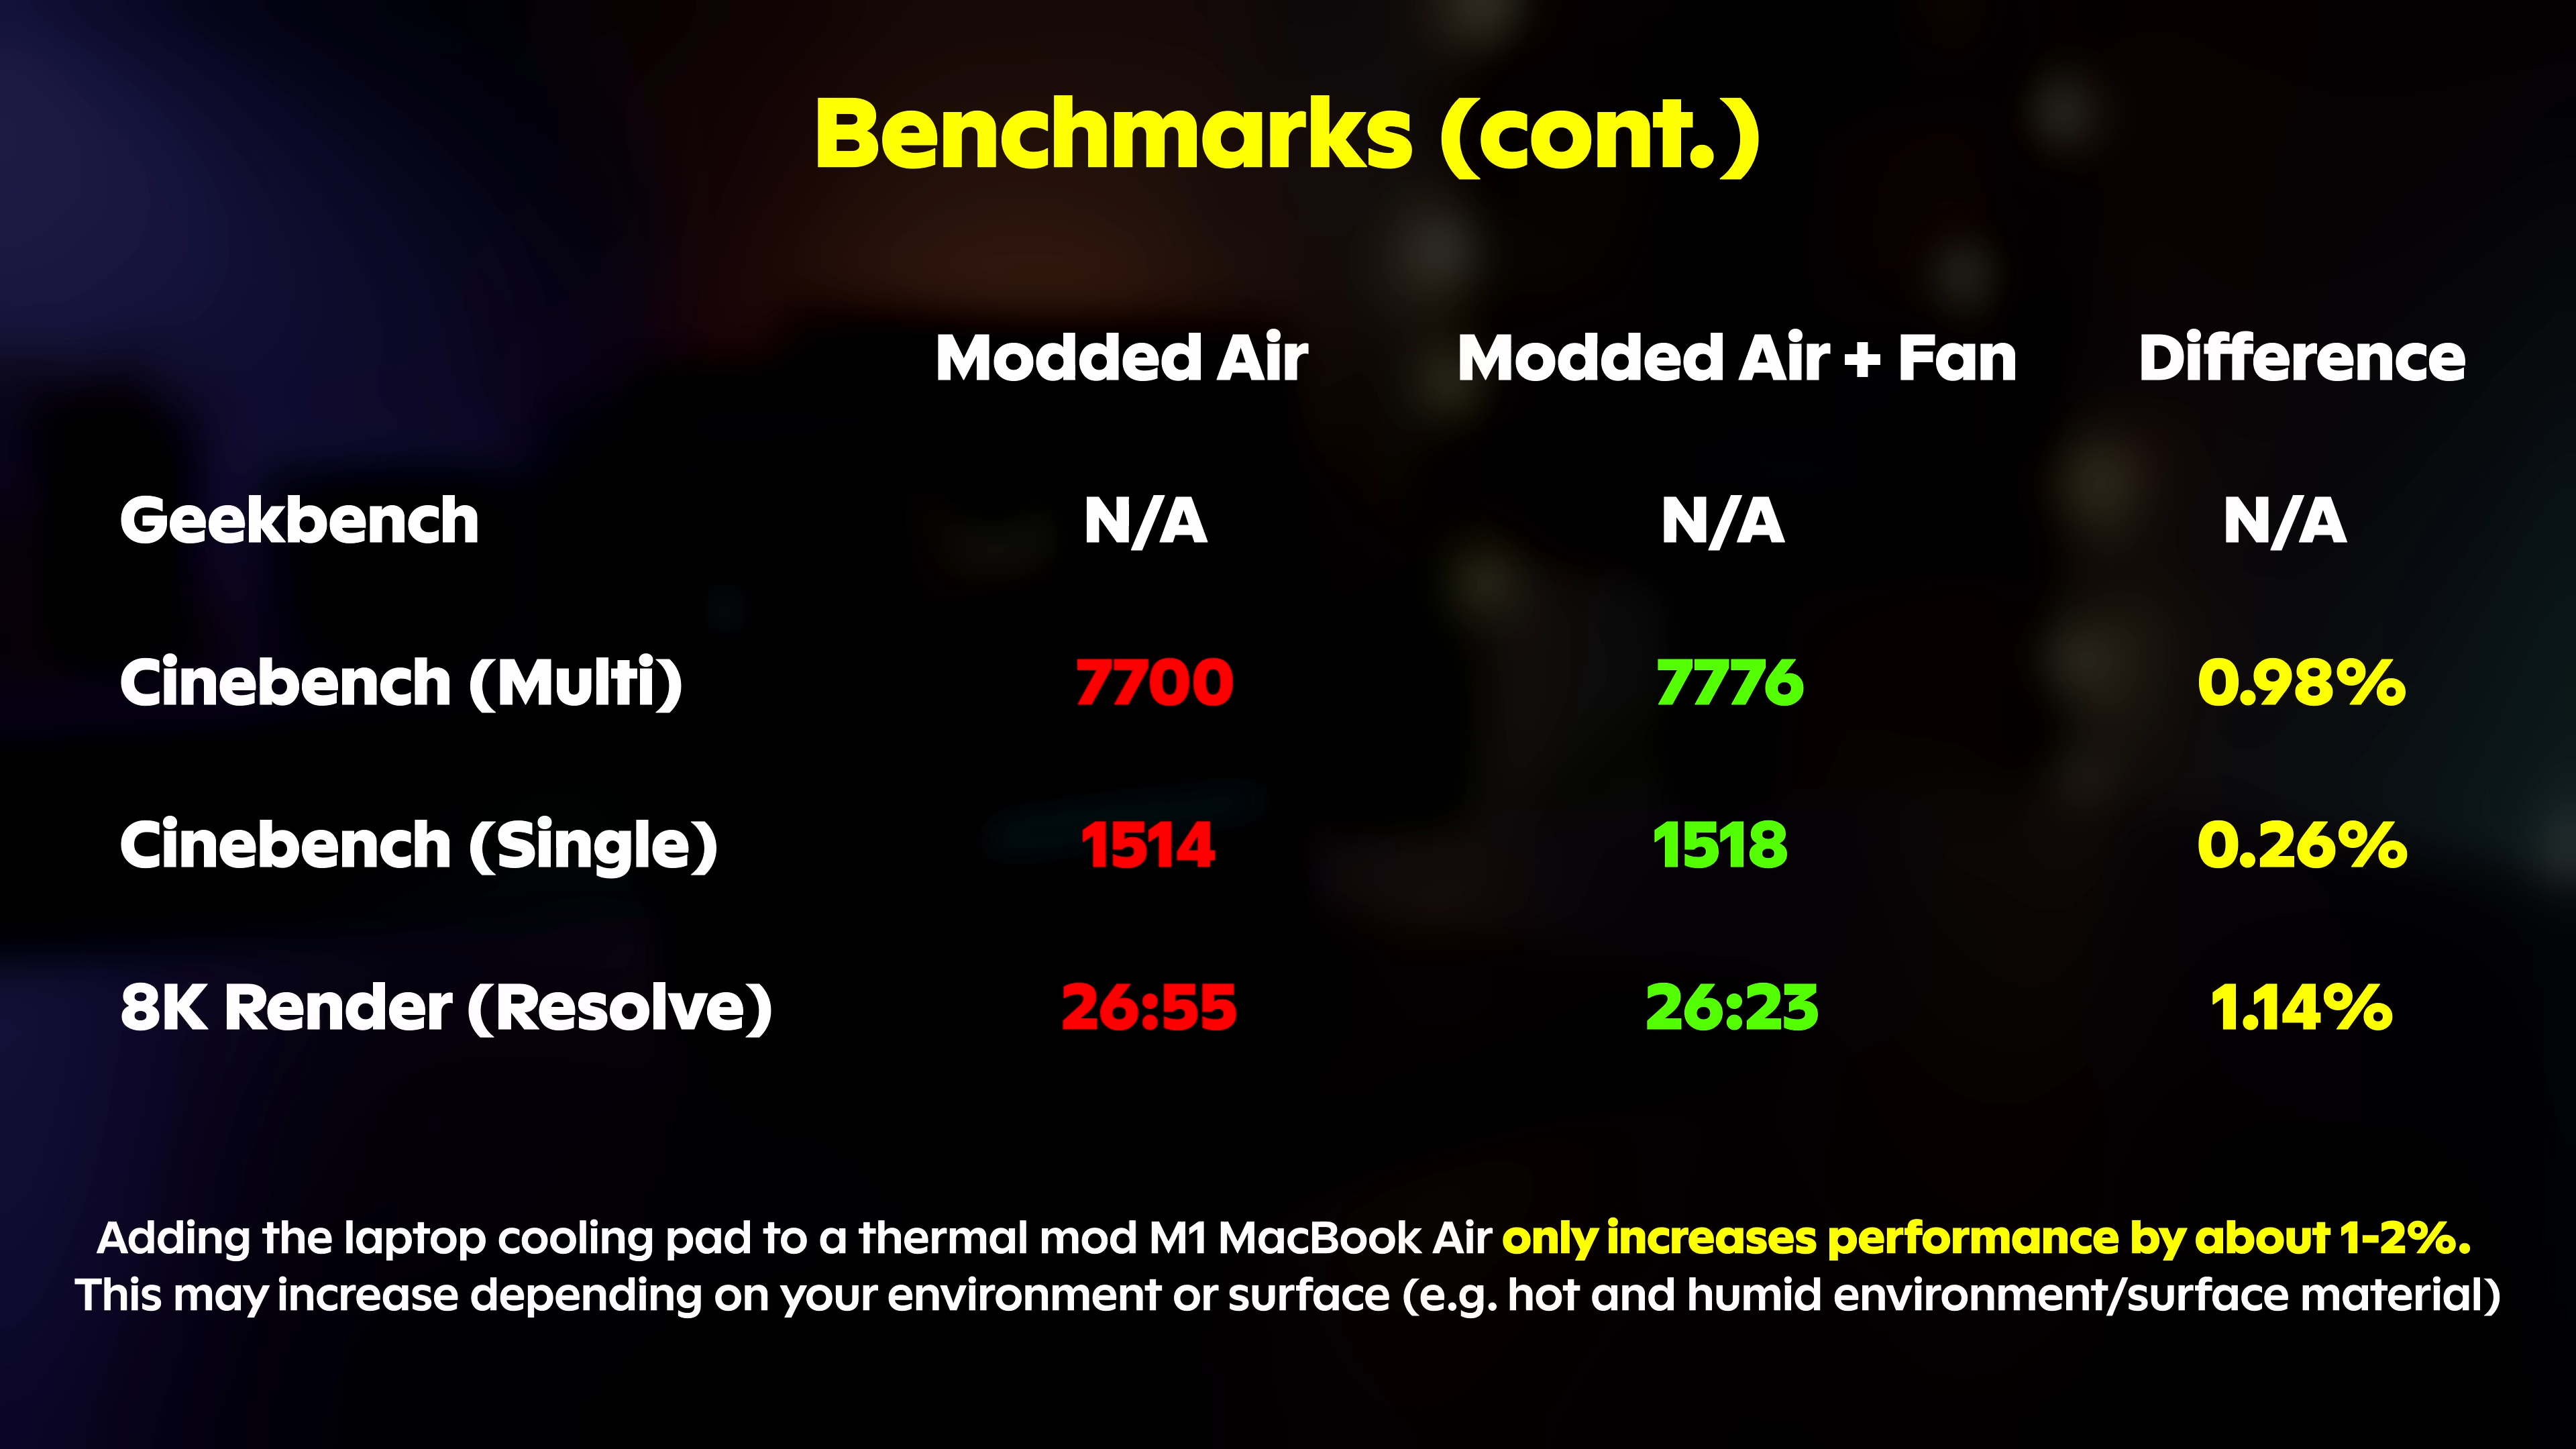 Benchmarks (cont.)
Modded Air Modded Air + Fan Difference
Geekbench N/A N/A N/A
Cinebench (Multi) 7700 7776 0.98%
Cinebench (Single) 1514 1518 0.26%
8K Render (Resolve) 26:55 26:23 1.14%
Adding the laptop cooling pad to a thermal mod M1 MacBook Air only increases performance by about 1-2%.
This may increase depending on your environment or surface (e.g. hot and humid environment/surface material)